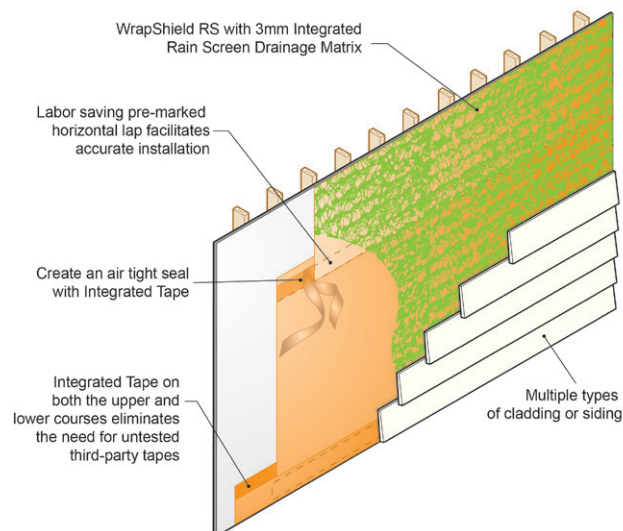 WrapShield RS with 3mm Integrated
Rain Screen Drainage Matrix
Labor saving pre-marked
horizontal lap facilitates
accurate installation
Create an air tight seal
with Integrated Tape
Integrated Tape on
both the upper and
lower courses eliminates
the need for untested
third-party tapes
Multiple types
of cladding or siding